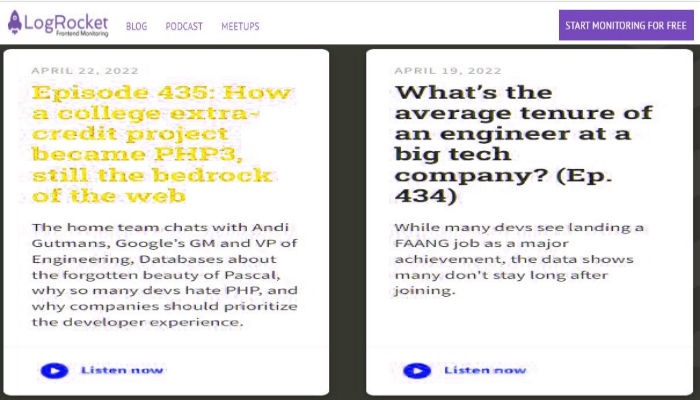 LogRocket
Frontend Monitoring
BLOG PODCAST MEETUPS
START MONITORING FOR FREE
APRIL 22, 2022
Episode 435: How
a college extra-
credit project
became PHP3,
still the bedrock
of the web
The home team chats with Andi
Gutmans, Google's GM and VP of
Engineering, Databases about
the forgotten beauty of Pascal,
why so many devs hate PHP, and
why companies should prioritize
the developer experience.
Listen now
APRIL 19, 2022
What's the
average tenure of
an engineer at a
big tech
company? (Ep.
434)
While many devs see landing a
FAANG job as a major
achievement, the data shows
many don't stay long after
joining.
Listen now